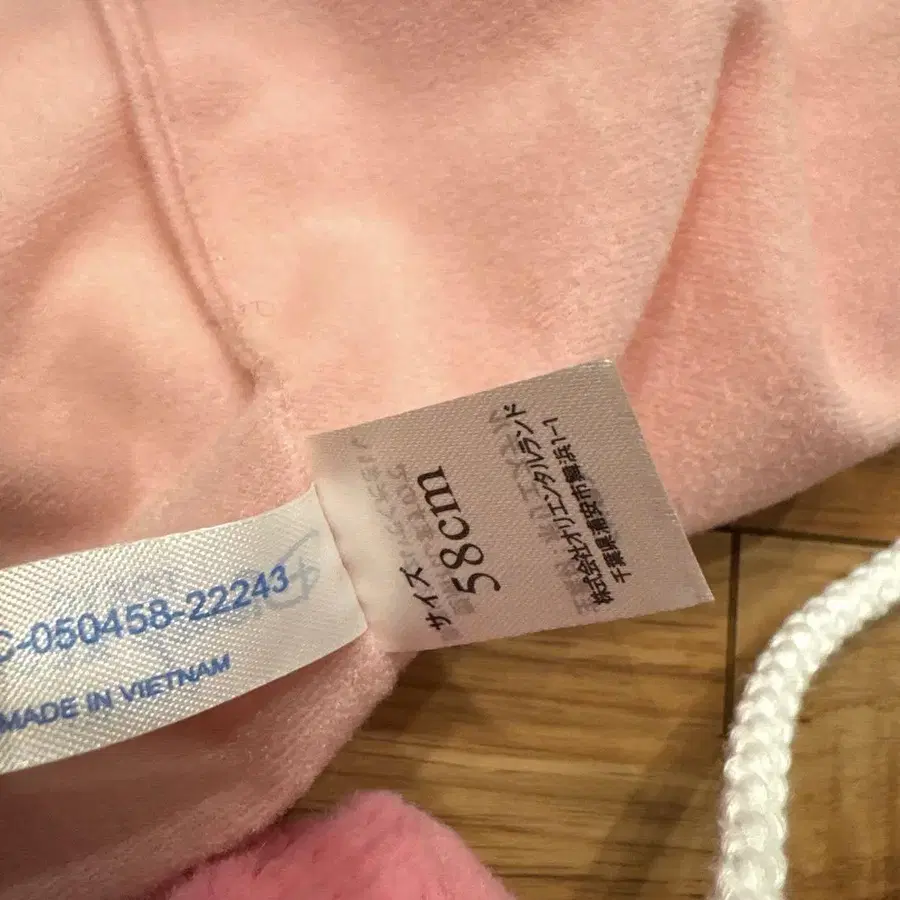 C-050458-22243
MADE IN VIETNAM
サイズ
58cm
株式会社オリエンタルランド
千葉県浦安市舞浜1-1